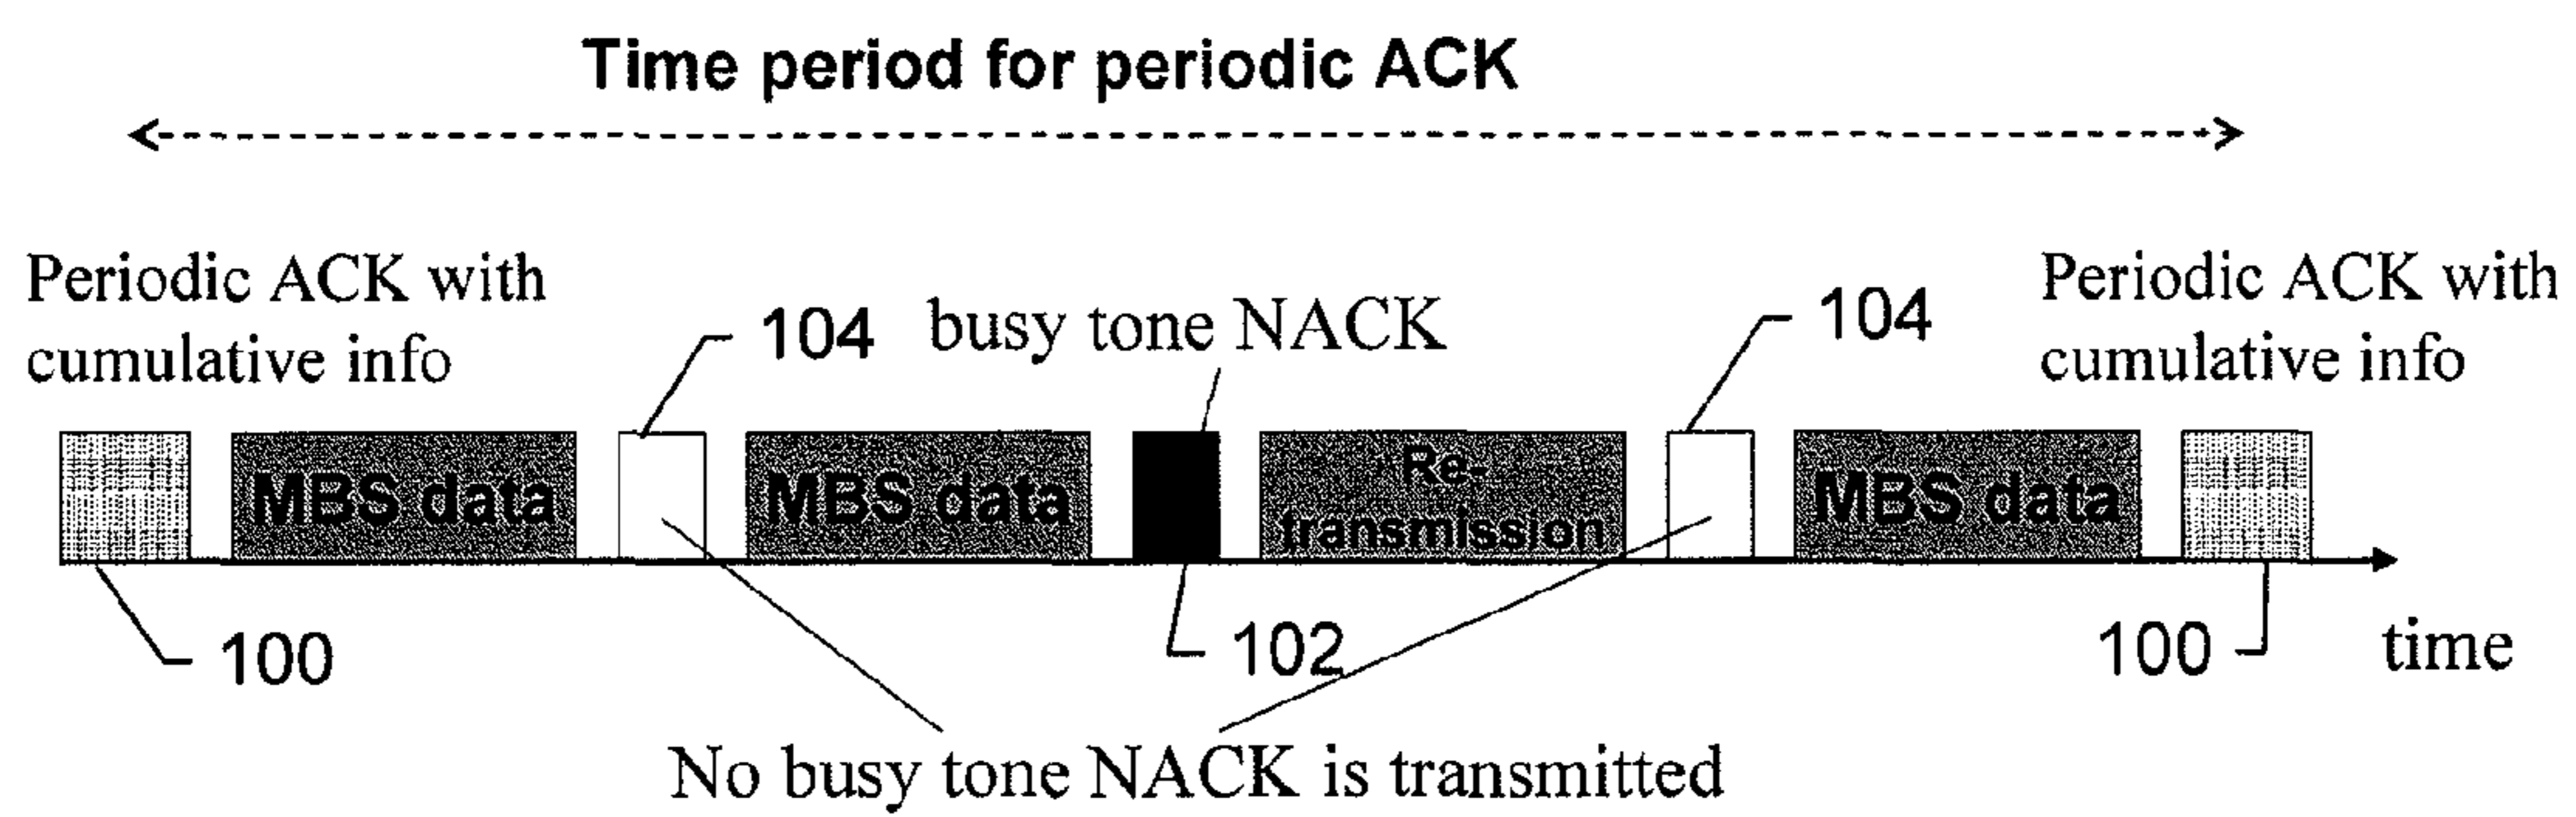 Time period for periodic ACK
Periodic ACK with
cumulative info
104
busy tone NACK
104
Periodic ACK with
cumulative info
MBS data
MBS data
Re-
transmission
MBS data
100
102
100
time
No busy tone NACK is transmitted